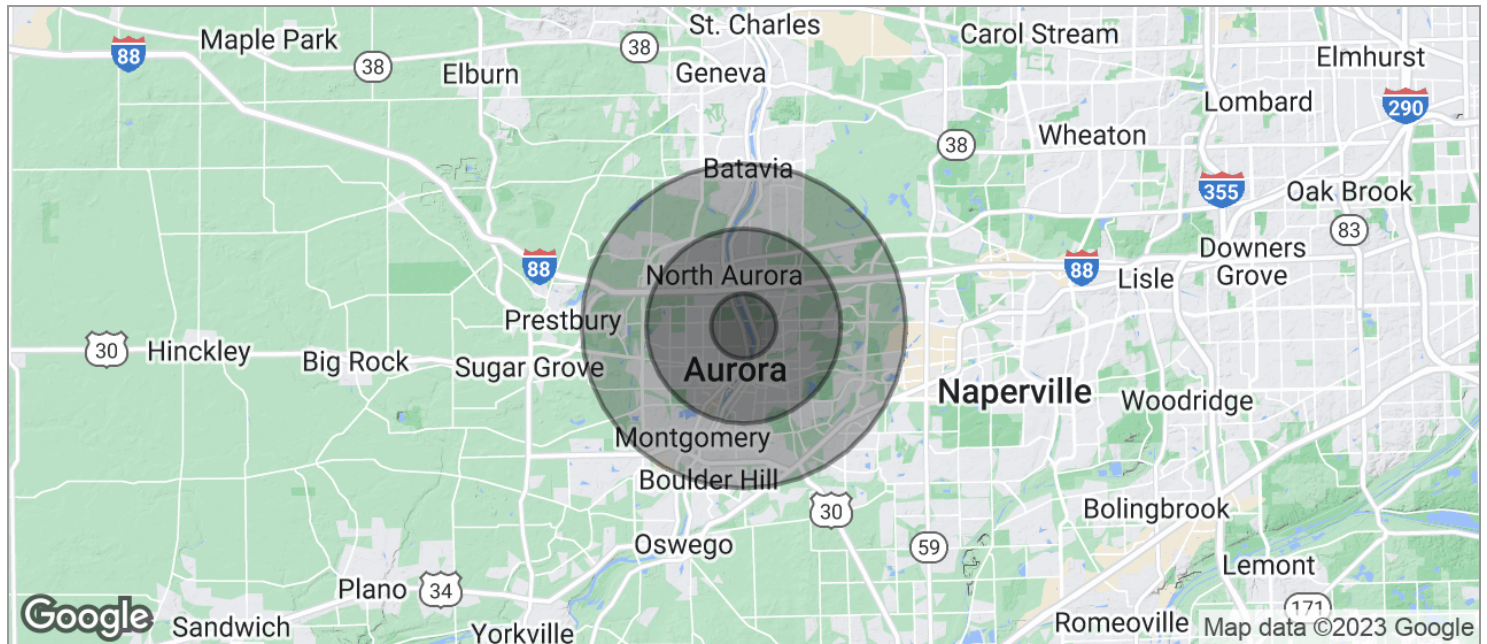 St. Charles
Maple Park
38
Carol Stream
88
38
Elburn
Geneva
Elmhurst
Lombard
290
Wheaton
38
Batavia
355
Oak Brook
83
Downers
Grove
88
North Aurora
88
Lisle
Prestbury
30
Hinckley
Big Rock
Sugar Grove
Aurora
Naperville
Woodridge
Montgomery
Boulder Hill
30
Bolingbrook
Oswego
59
Lemont
Plano
34
171
Google
Sandwich
Yorkville
Romeoville
Map data ©2023 Google